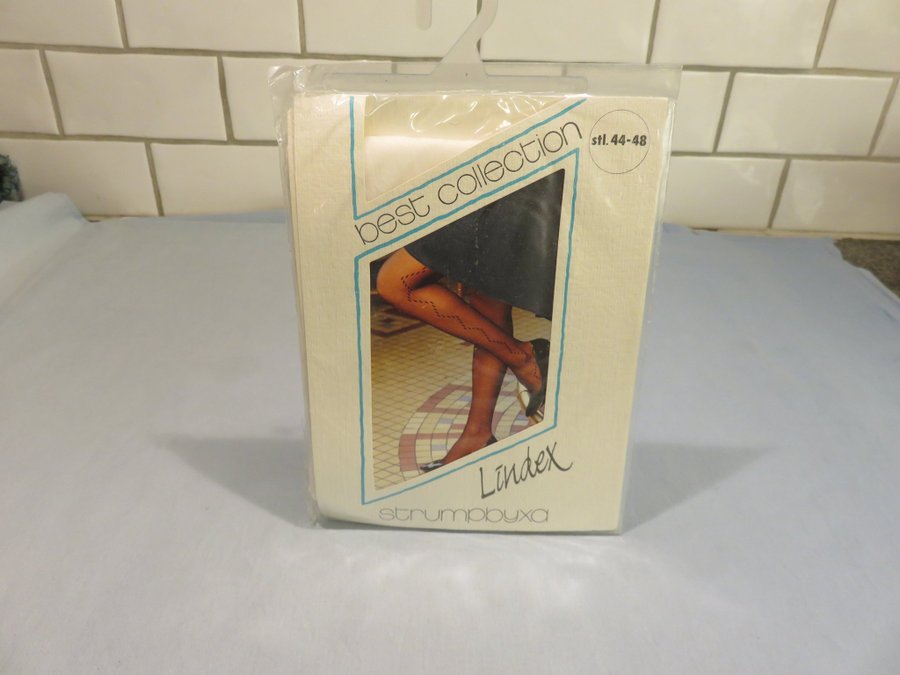 best collection
stl. 44-48
Lindex
strumpbyxa